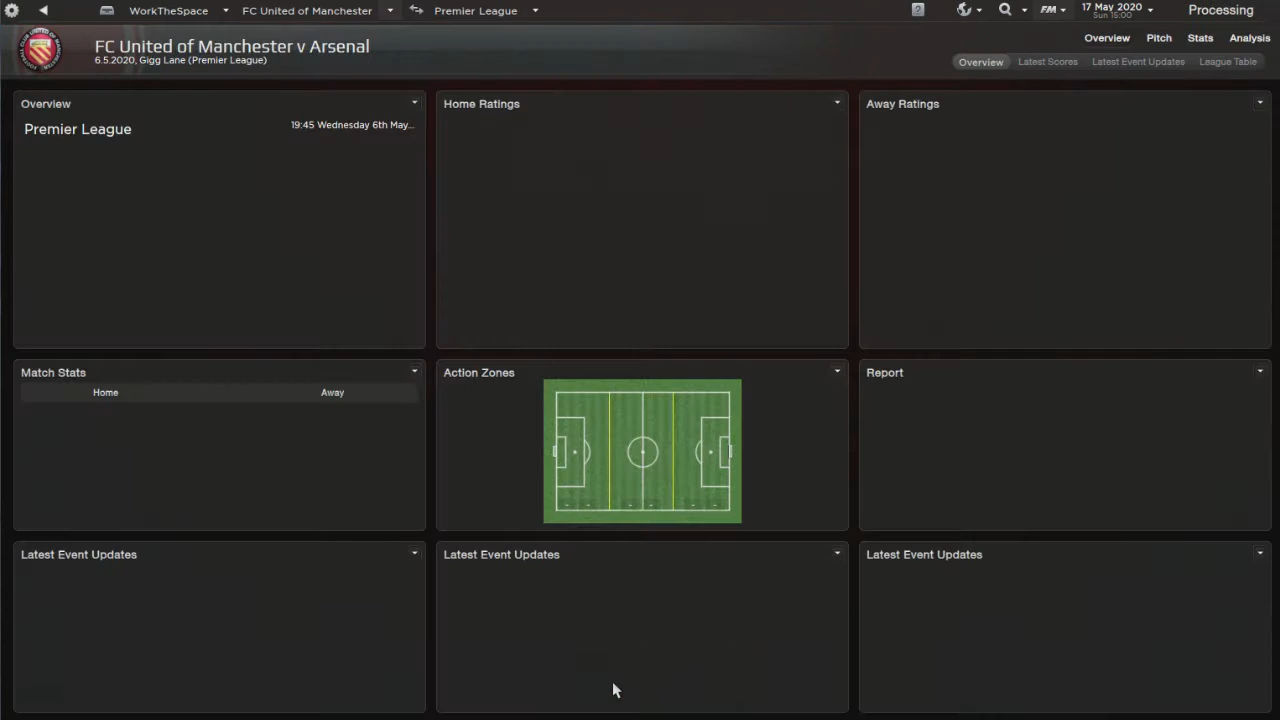 WorkTheSpace FC United of Manchester Premier League FM 17 May 2020 Processing
Sun 15:00
Overview Pitch Stats Analysis
FC United of Manchester v Arsenal
6.5.2020, Gigg Lane (Premier League)
Overview Latest Scores Latest Event Updates League Table
Overview
Premier League 19:45 Wednesday 6th May...
Home Ratings
Away Ratings
Match Stats
Home Away
Action Zones
Report
Latest Event Updates
Latest Event Updates
Latest Event Updates